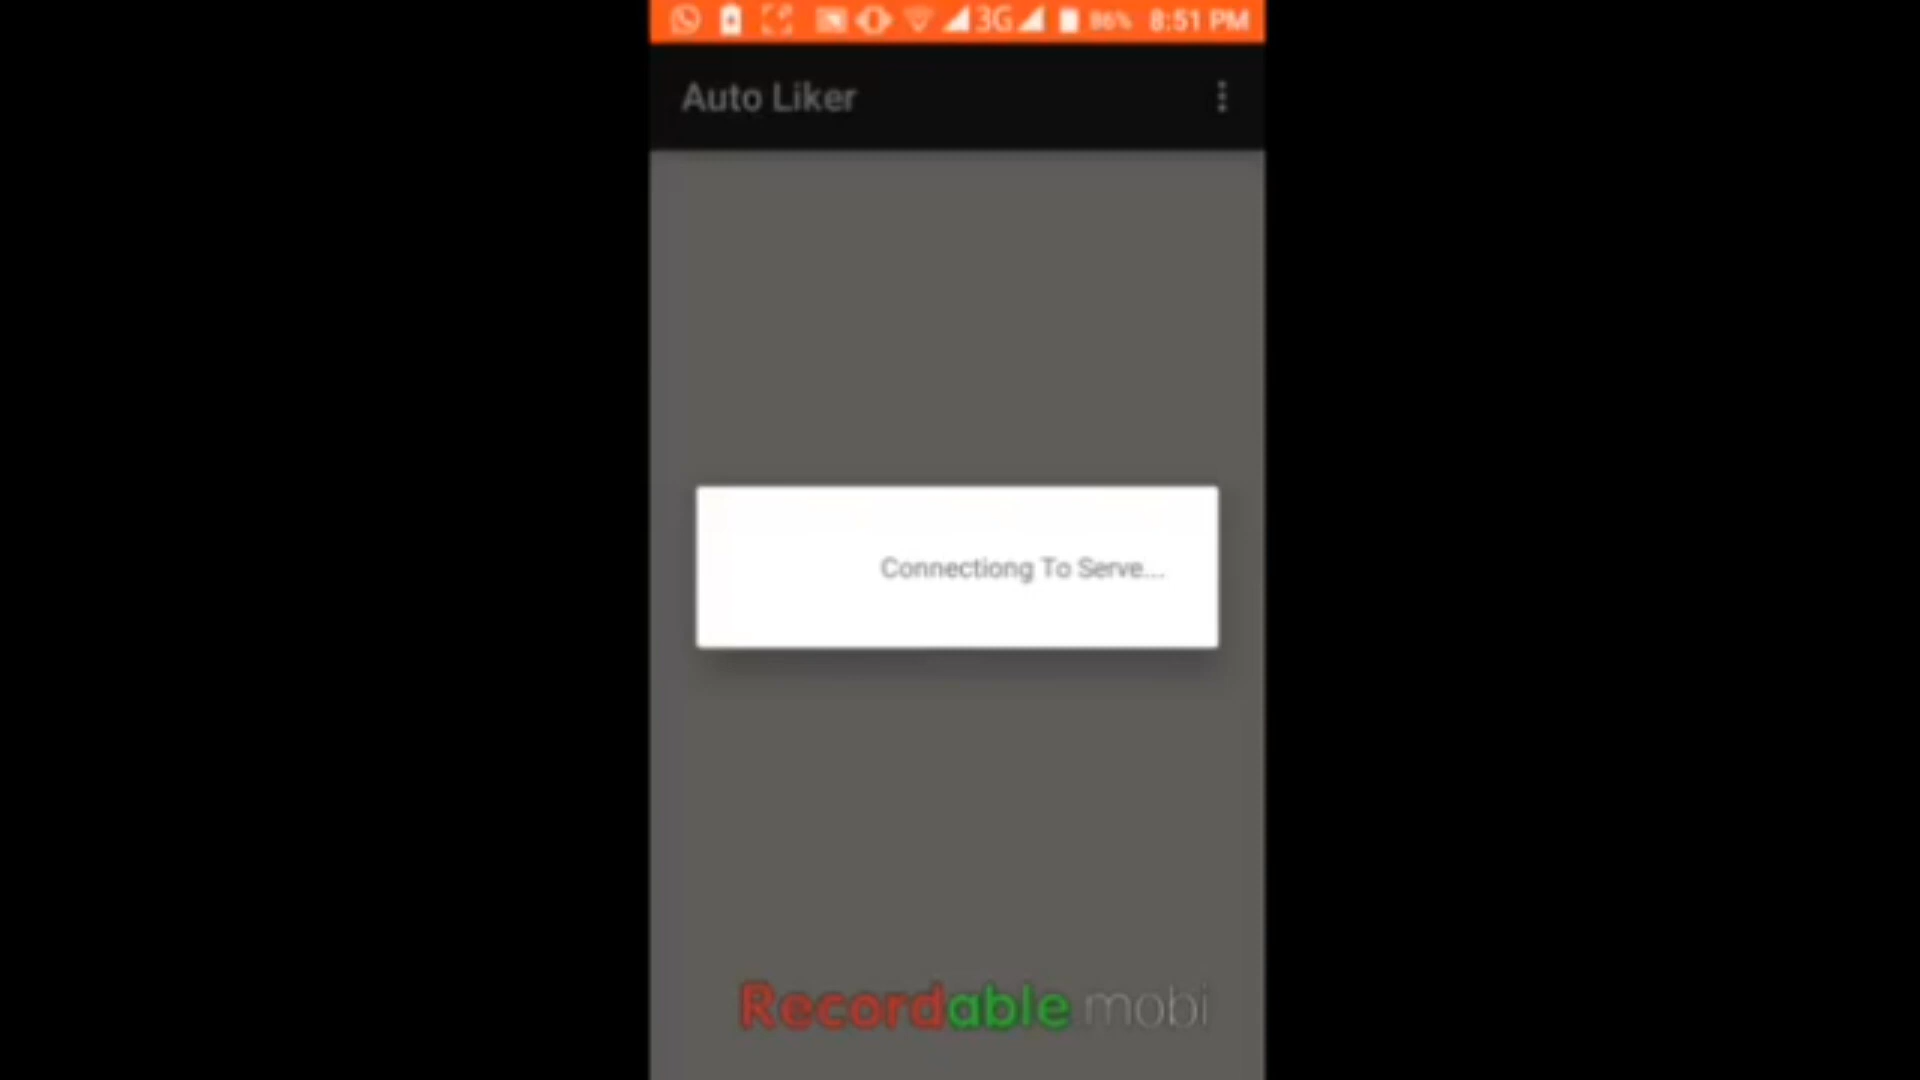 3G 86% 8:51 PM
Auto Liker
Connectiong To Serve...
Recordable.mobi